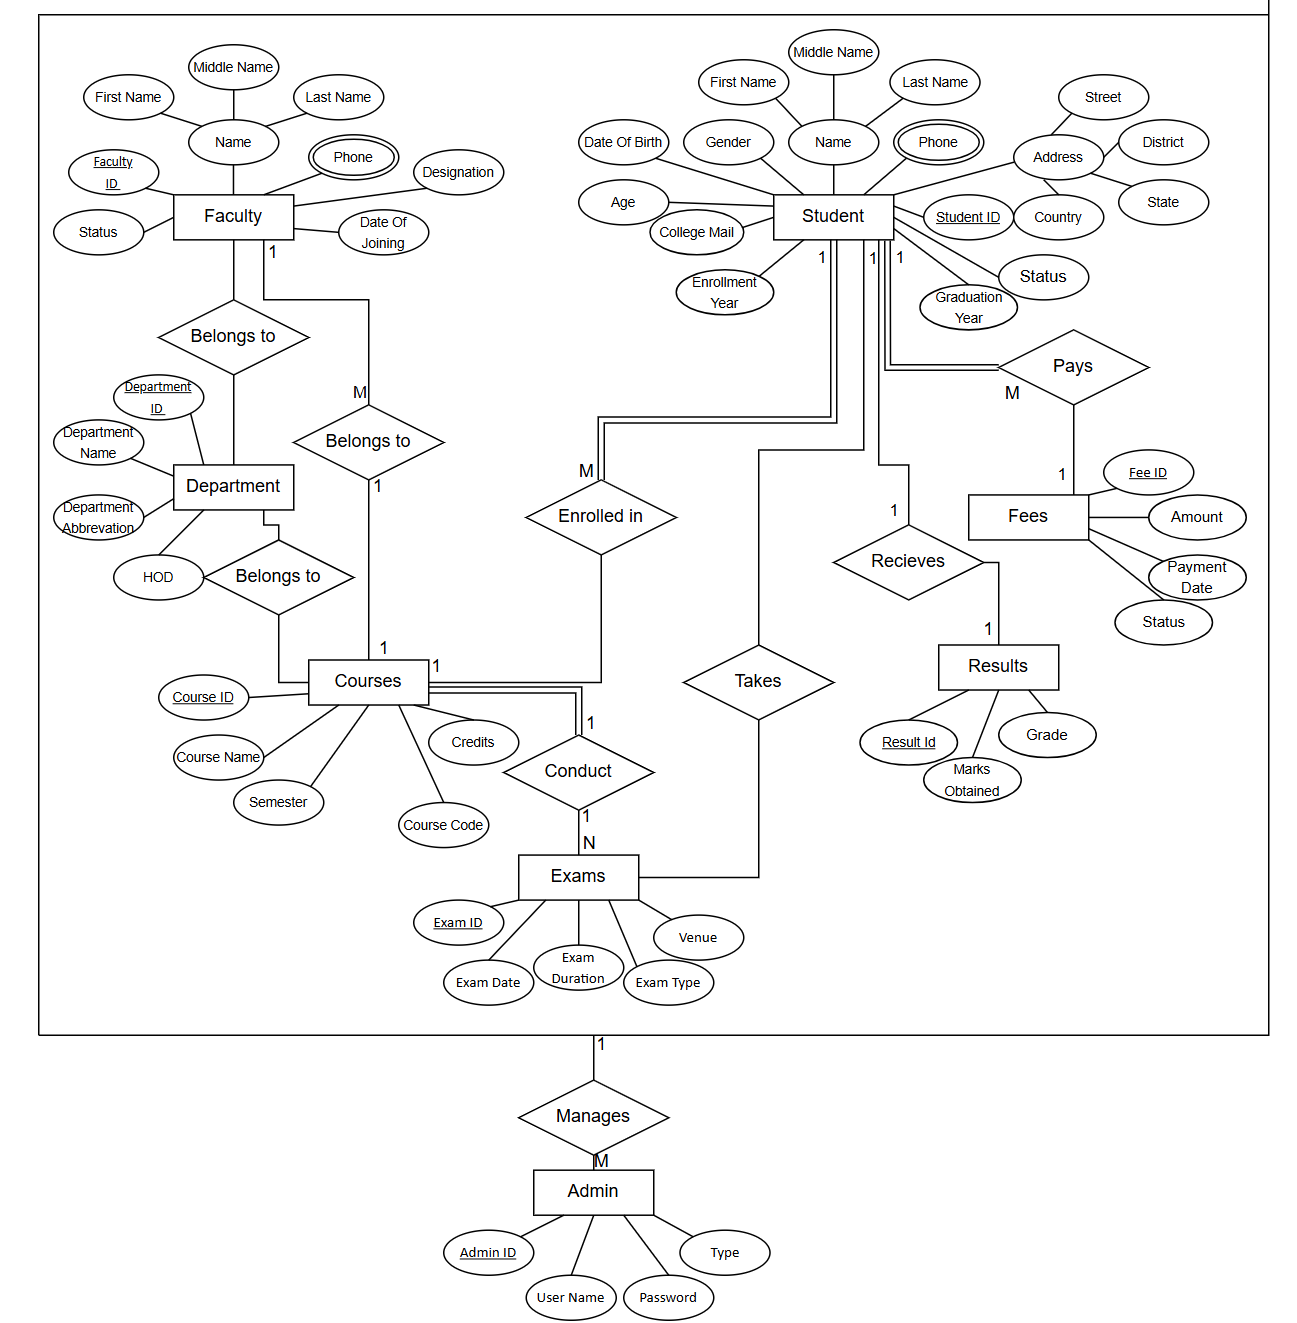 Middle Name
First Name
Last Name
Name
Phone
Faculty
ID
Designation
Status
Faculty
Date Of
Joining
1
Middle Name
First Name
Last Name
Street
Date Of Birth
Gender
Name
Phone
Address
District
Age
College Mail
Student
Student ID
Country
State
Enrollment
Year
1
1
1
Graduation
Year
Status
Belongs to
Pays
M
Department
ID
M
Belongs to
1
Department
Name
Department
Department
Abbrevation
HOD
Belongs to
M
Enrolled in
1
Recieves
1
Fee ID
Fees
Amount
Payment
Date
Status
1
1
Courses
Course ID
Course Name
Semester
Credits
Course Code
1
Conduct
1
N
Takes
1
Results
Result Id
Marks
Obtained
Grade
Exams
Exam ID
Exam Date
Exam
Duration
Exam Type
Venue
1
Manages
M
Admin
Admin ID
User Name
Password
Type